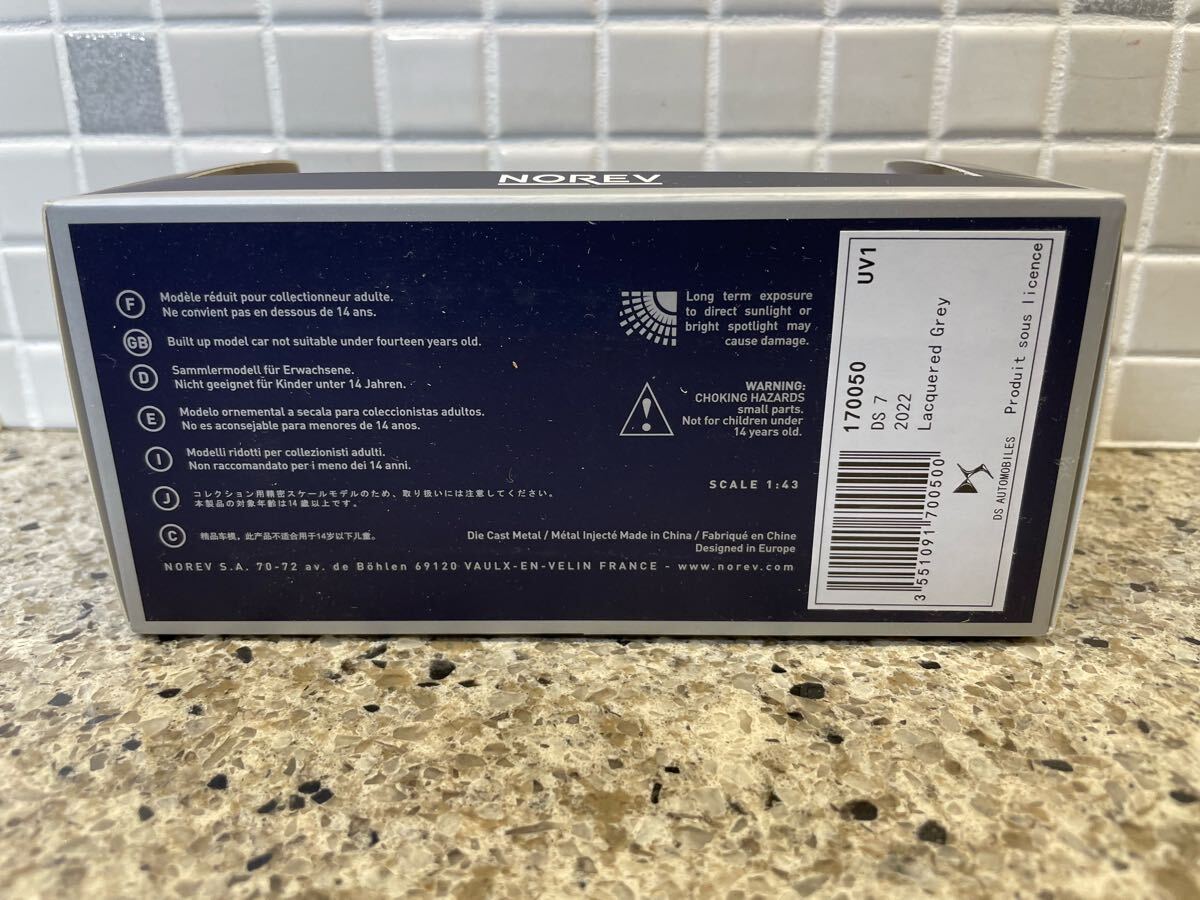 NOREV
F
Modèle réduit pour collectionneur adulte.
Ne convient pas en dessous de 14 ans.
GB
Built up model car not suitable under fourteen years old.
D
Sammlermodell für Erwachsene.
Nicht geeignet für Kinder unter 14 Jahren.
E
Modelo ornemental a secala para coleccionistas adultos.
No es aconsejable para menores de 14 anos.
I
Modelli ridotti per collezionisti adulti.
Non raccomandato per i meno dei 14 anni.
J
コレクション用精密スケールモデルのため、取り扱いには注意してください。
本製品の対象年齢は14歳以上です。
C
精品车模，此产品不适合用于14岁以下儿童。
Long term exposure
to direct sunlight or
bright spotlight may
cause damage.
WARNING:
CHOKING HAZARDS
small parts.
Not for children under
14 years old.
SCALE 1:43
Die Cast Metal / Métal Injecté Made in China / Fabriqué en Chine
Designed in Europe
NOREV S.A. 70-72 av. de Böhlen 69120 VAULX-EN-VELIN FRANCE - www.norev.com
170050 UV1
DS 7
2022
Lacquered Grey
3 551091 700500
DS AUTOMOBILES Produit sous licence